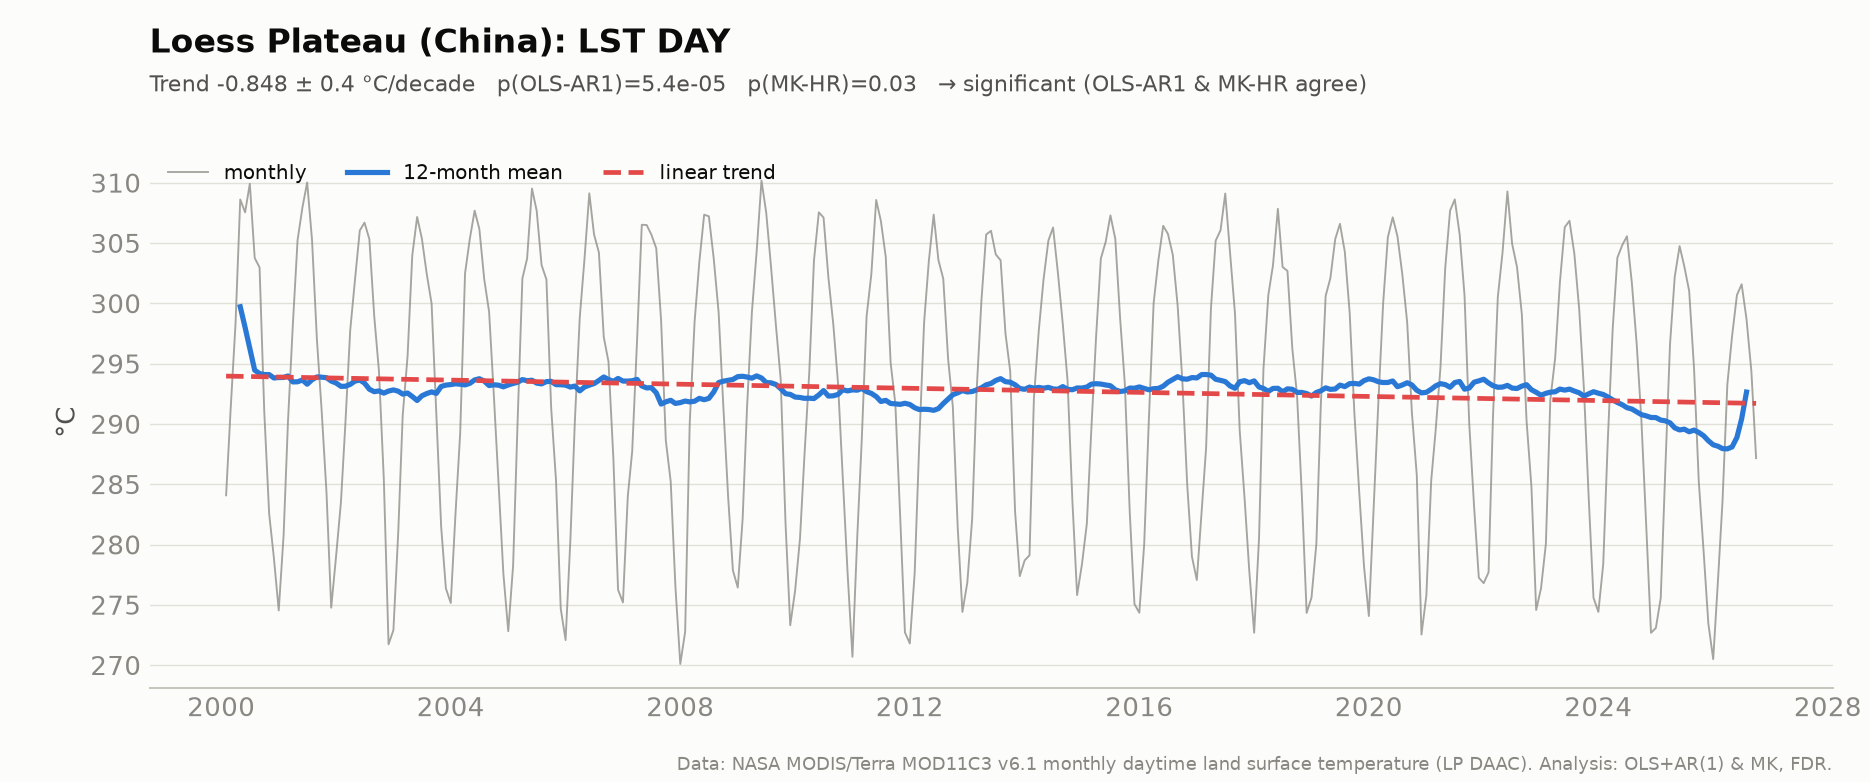 Loess Plateau (China): LST DAY
Trend -0.848 ± 0.4 °C/decade p(OLS-AR1)=5.4e-05 p(MK-HR)=0.03 → significant (OLS-AR1 & MK-HR agree)
monthly 12-month mean linear trend
310
305
300
295
290
285
280
275
270
°C
2000 2004 2008 2012 2016 2020 2024 2028
Data: NASA MODIS/Terra MOD11C3 v6.1 monthly daytime land surface temperature (LP DAAC). Analysis: OLS+AR(1) & MK, FDR.